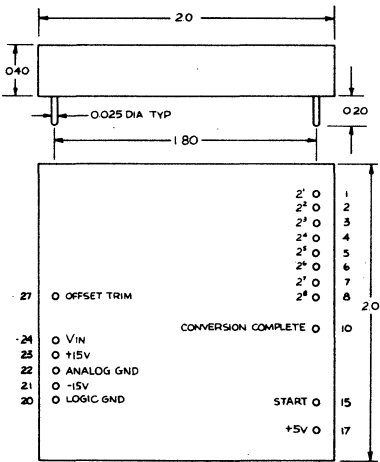 2.0
0.40
0.025 DIA TYP
0.20
1.80
2¹ 1
2² 2
2³ 3
2⁴ 4
2⁵ 5
2⁶ 6
2⁷ 7
2⁸ 8
2.0
27 OFFSET TRIM
CONVERSION COMPLETE 10
24 VIN
23 +15V
22 ANALOG GND
21 -15V
20 LOGIC GND
START 15
+5V 17